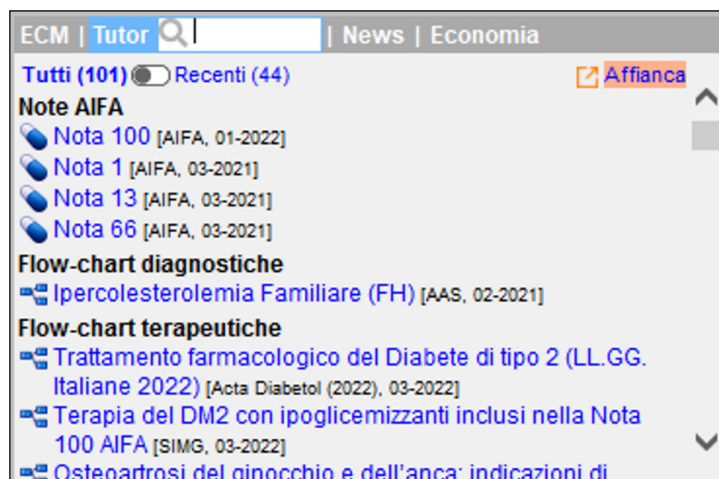 ECM | Tutor | News | Economia
Tutti (101) Recenti (44) Affianca
Note AIFA
Nota 100 [AIFA, 01-2022]
Nota 1 [AIFA, 03-2021]
Nota 13 [AIFA, 03-2021]
Nota 66 [AIFA, 03-2021]
Flow-chart diagnostiche
Ipercolesterolemia Familiare (FH) [AAS, 02-2021]
Flow-chart terapeutiche
Trattamento farmacologico del Diabete di tipo 2 (LL.GG.
Italiane 2022) [Acta Diabetol (2022), 03-2022]
Terapia del DM2 con ipoglicemizzanti inclusi nella Nota
100 AIFA [SIMG, 03-2022]
Osteoartrosi del ginocchio e dell'anca: indicazioni di